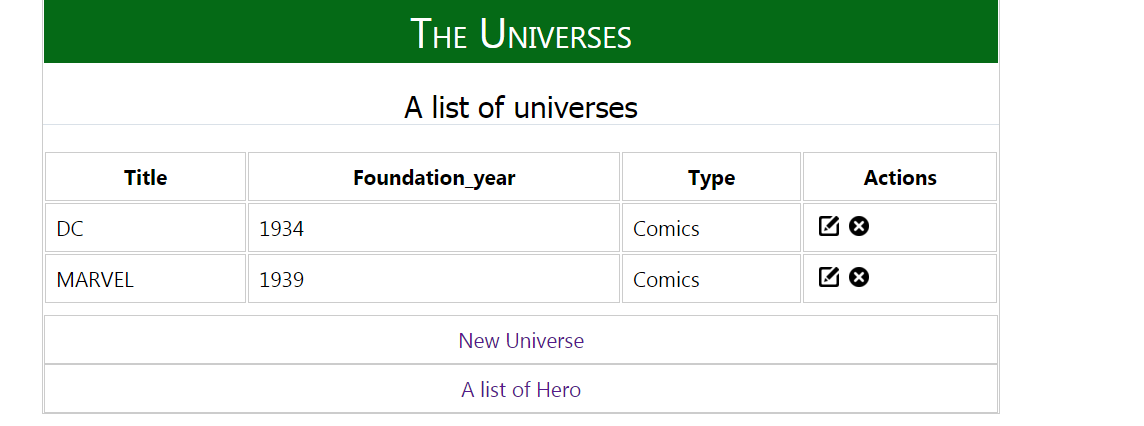 The Universes
A list of universes
Title Foundation_year Type Actions
DC 1934 Comics
MARVEL 1939 Comics
New Universe
A list of Hero